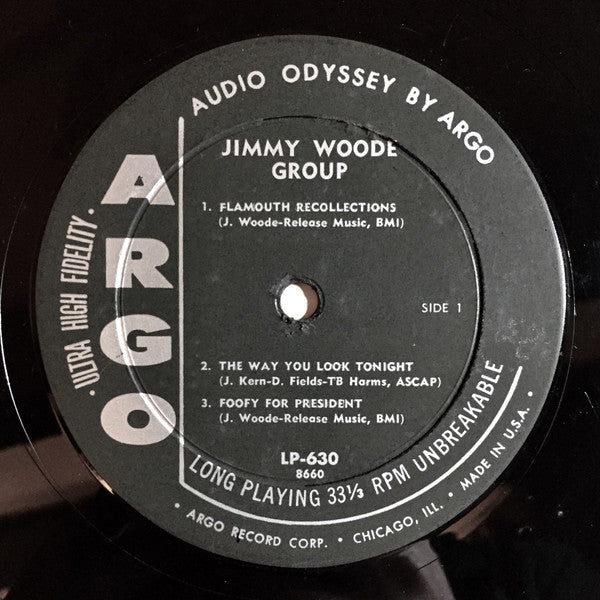 AUDIO ODYSSEY BY ARGO
JIMMY WOODE
GROUP
ARGO
• ULTRA HIGH FIDELITY •
1. FLAMOUTH RECOLLECTIONS
(J. Woode-Release Music, BMI)
SIDE 1
2. THE WAY YOU LOOK TONIGHT
(J. Kern-D. Fields-TB Harms, ASCAP)
3. FOOFY FOR PRESIDENT
(J. Woode-Release Music, BMI)
LP-630
8660
LONG PLAYING 33⅓ RPM UNBREAKABLE
• ARGO RECORD CORP. • CHICAGO, ILL. • MADE IN U.S.A. •